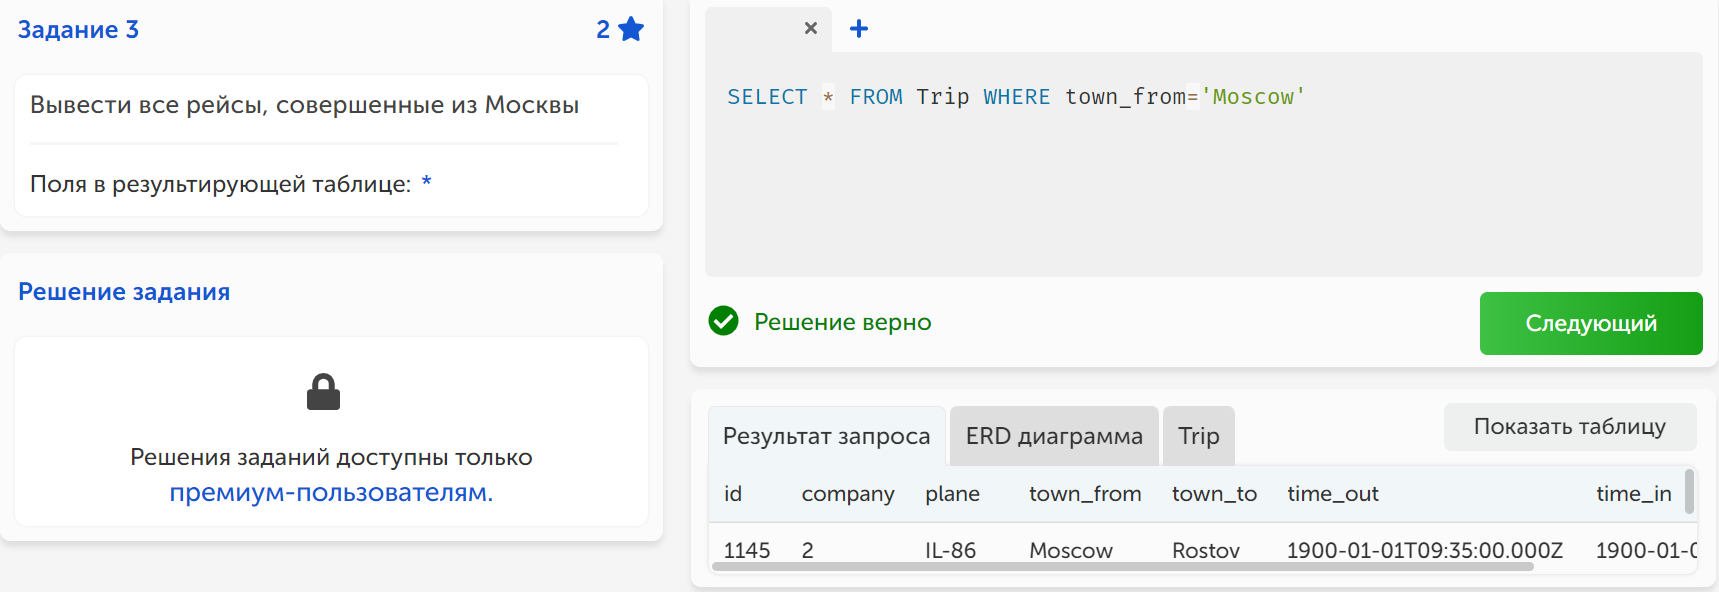 Задание 3
2
Вывести все рейсы, совершенные из Москвы
Поля в результирующей таблице: *
Решение задания
Решения заданий доступны только
премиум-пользователям.
SELECT * FROM Trip WHERE town_from='Moscow'
Решение верно
Следующий
Результат запроса
ERD диаграмма
Trip
Показать таблицу
id company plane town_from town_to time_out time_in
1145 2 IL-86 Moscow Rostov 1900-01-01T09:35:00.000Z 1900-01-0